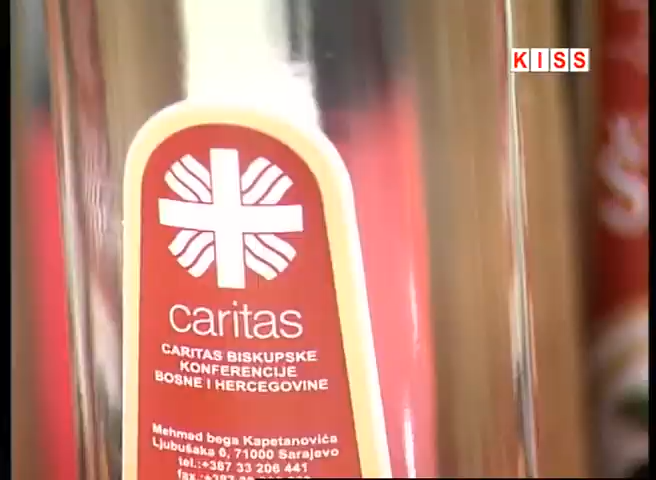 KISS
caritas
CARITAS BISKUPSKE
KONFERENCIJE
BOSNE I HERCEGOVINE
Mehmed bega Kapetanovića
Ljubušaka 6, 71000 Sarajevo
tel.:+387 33 206 441